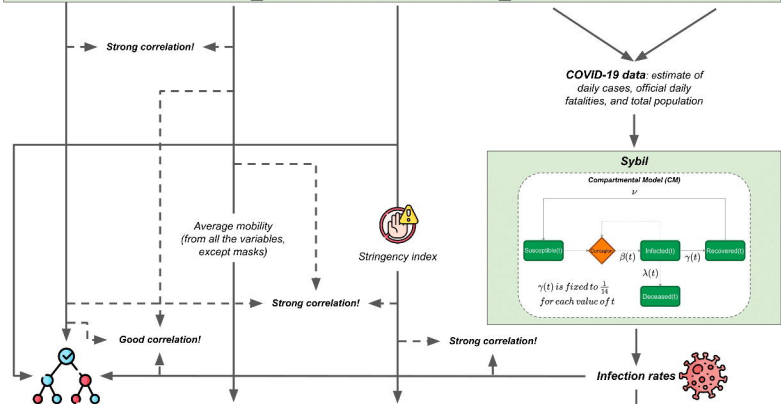 Strong correlation!
COVID-19 data: estimate of
daily cases, official daily
fatalities, and total population
Sybil
Compartmental Model (CM)
ν
Susceptible(t)
Contagion
β(t)
Infected(t)
γ(t)
Recovered(t)
λ(t)
γ(t) is fixed to 1/14
for each value of t
Deceased(t)
Average mobility
(from all the variables,
except masks)
Stringency index
Strong correlation!
Good correlation!
Strong correlation!
Infection rates